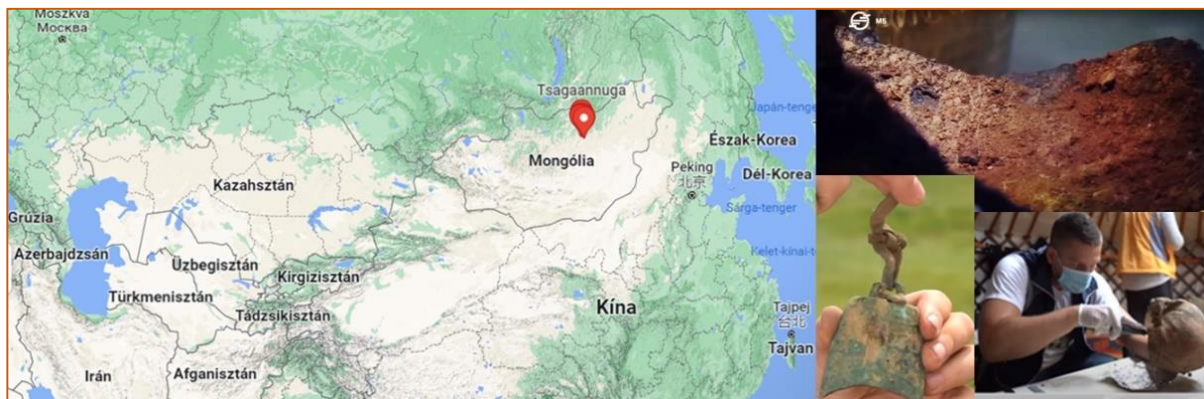 Moszkva
Москва
Tsagaannuga
Mongólia
Kazahsztán
Grúzia
Azerbajdzsán
Üzbegisztán
Türkmenisztán
Kirgizisztán
Tádzsikisztán
Irán
Afganisztán
Kína
Peking
北京
Japán-tenger
Észak-Korea
Dél-Korea
Sárga-tenger
Kelet-kínai-t
Tajpej
台北
Tajvan
M5